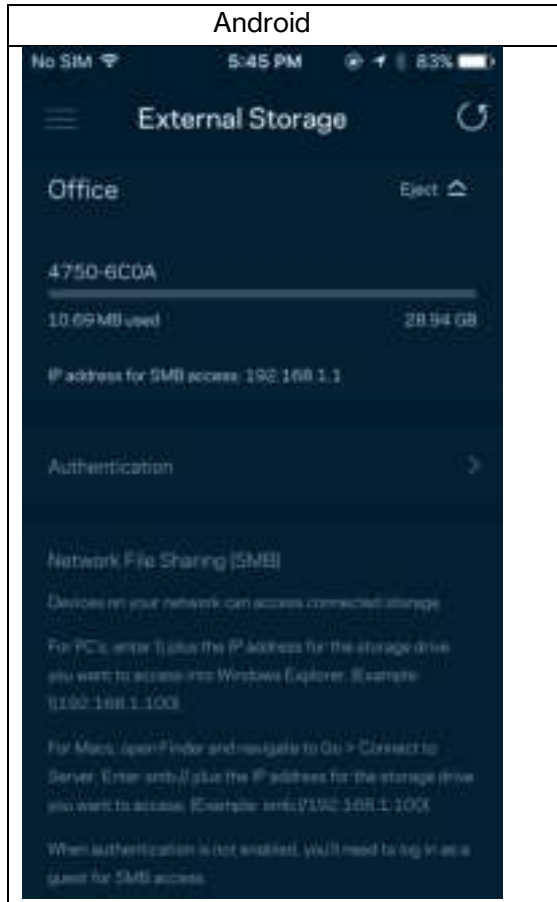 Android
No SIM 5:45 PM 83%
External Storage
Office Eject
4750-6C0A
10.69 MB used 28.94 GB
IP address for SMB access: 192.168.1.1
Authentication
Network File Sharing (SMB)
Devices on your network can access connected storage
For PC's, enter \\ plus the IP address for the storage drive
you want to access into Windows Explorer. (Example:
\\192.168.1.100)
For Macs, open Finder and navigate to Go > Connect to
Server. Enter smb:// plus the IP address for the storage drive
you want to access. (Example: smb://192.168.1.100)
When authentication is not enabled, you'll need to log in as a
guest for SMB access.